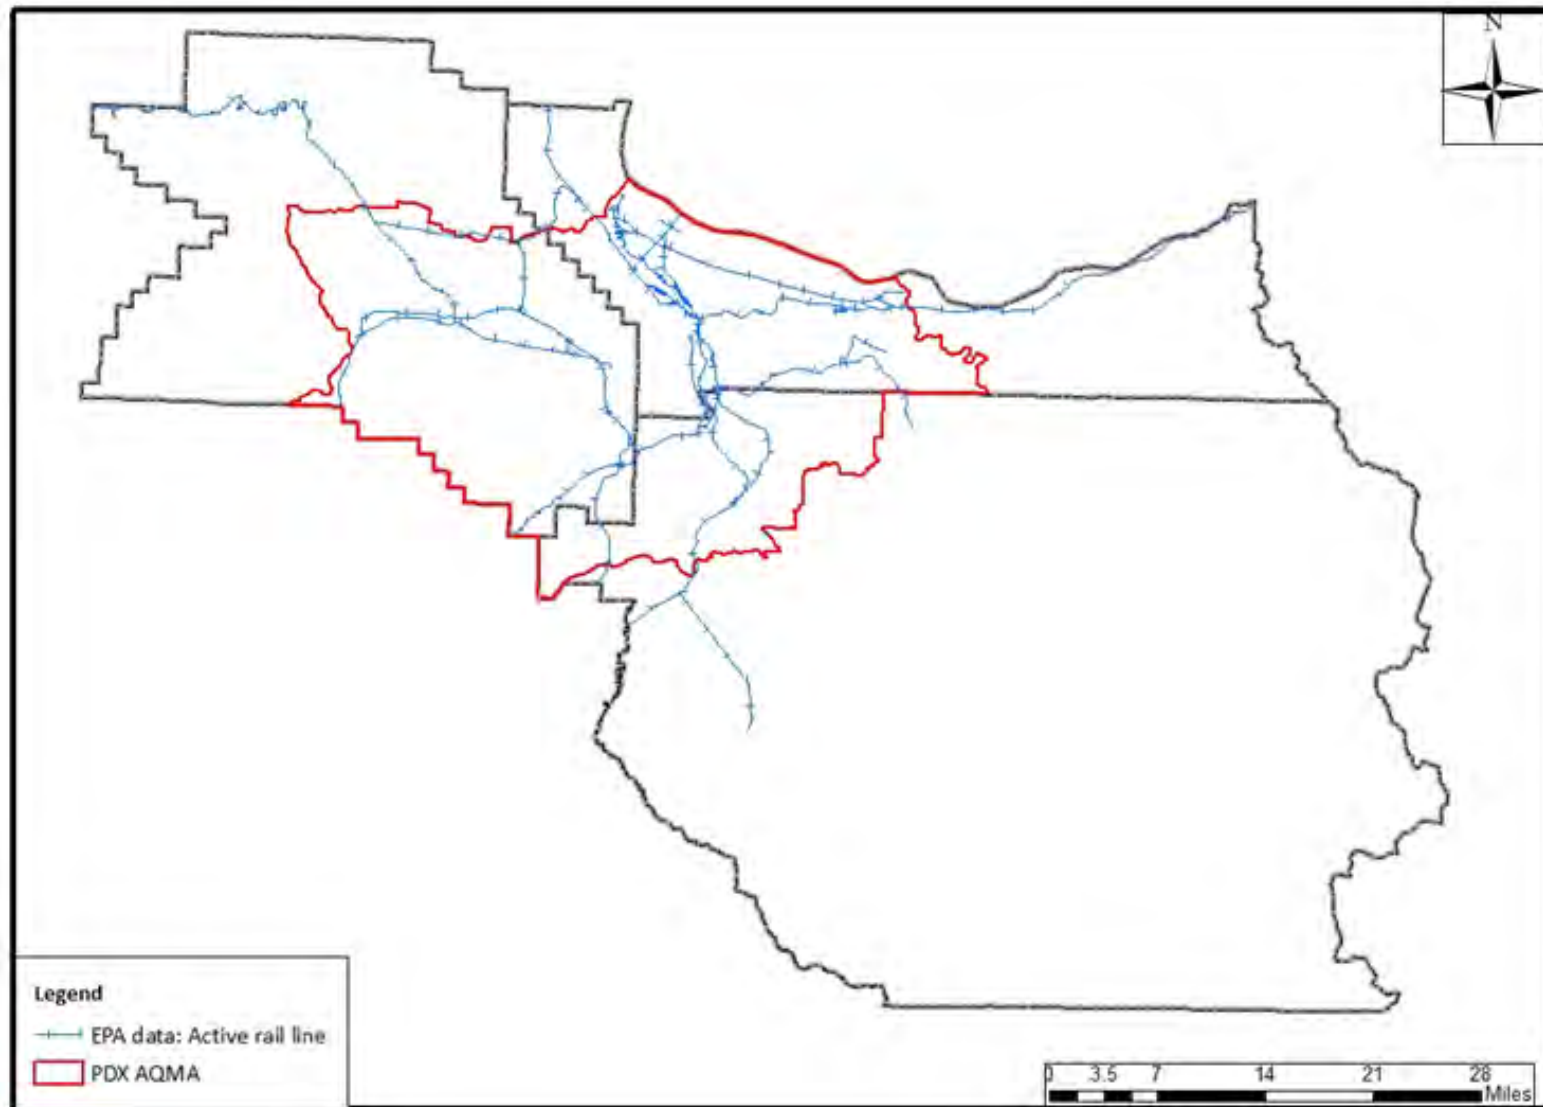 N
Legend
EPA data: Active rail line
PDX AQMA
0 3.5 7 14 21 28
Miles